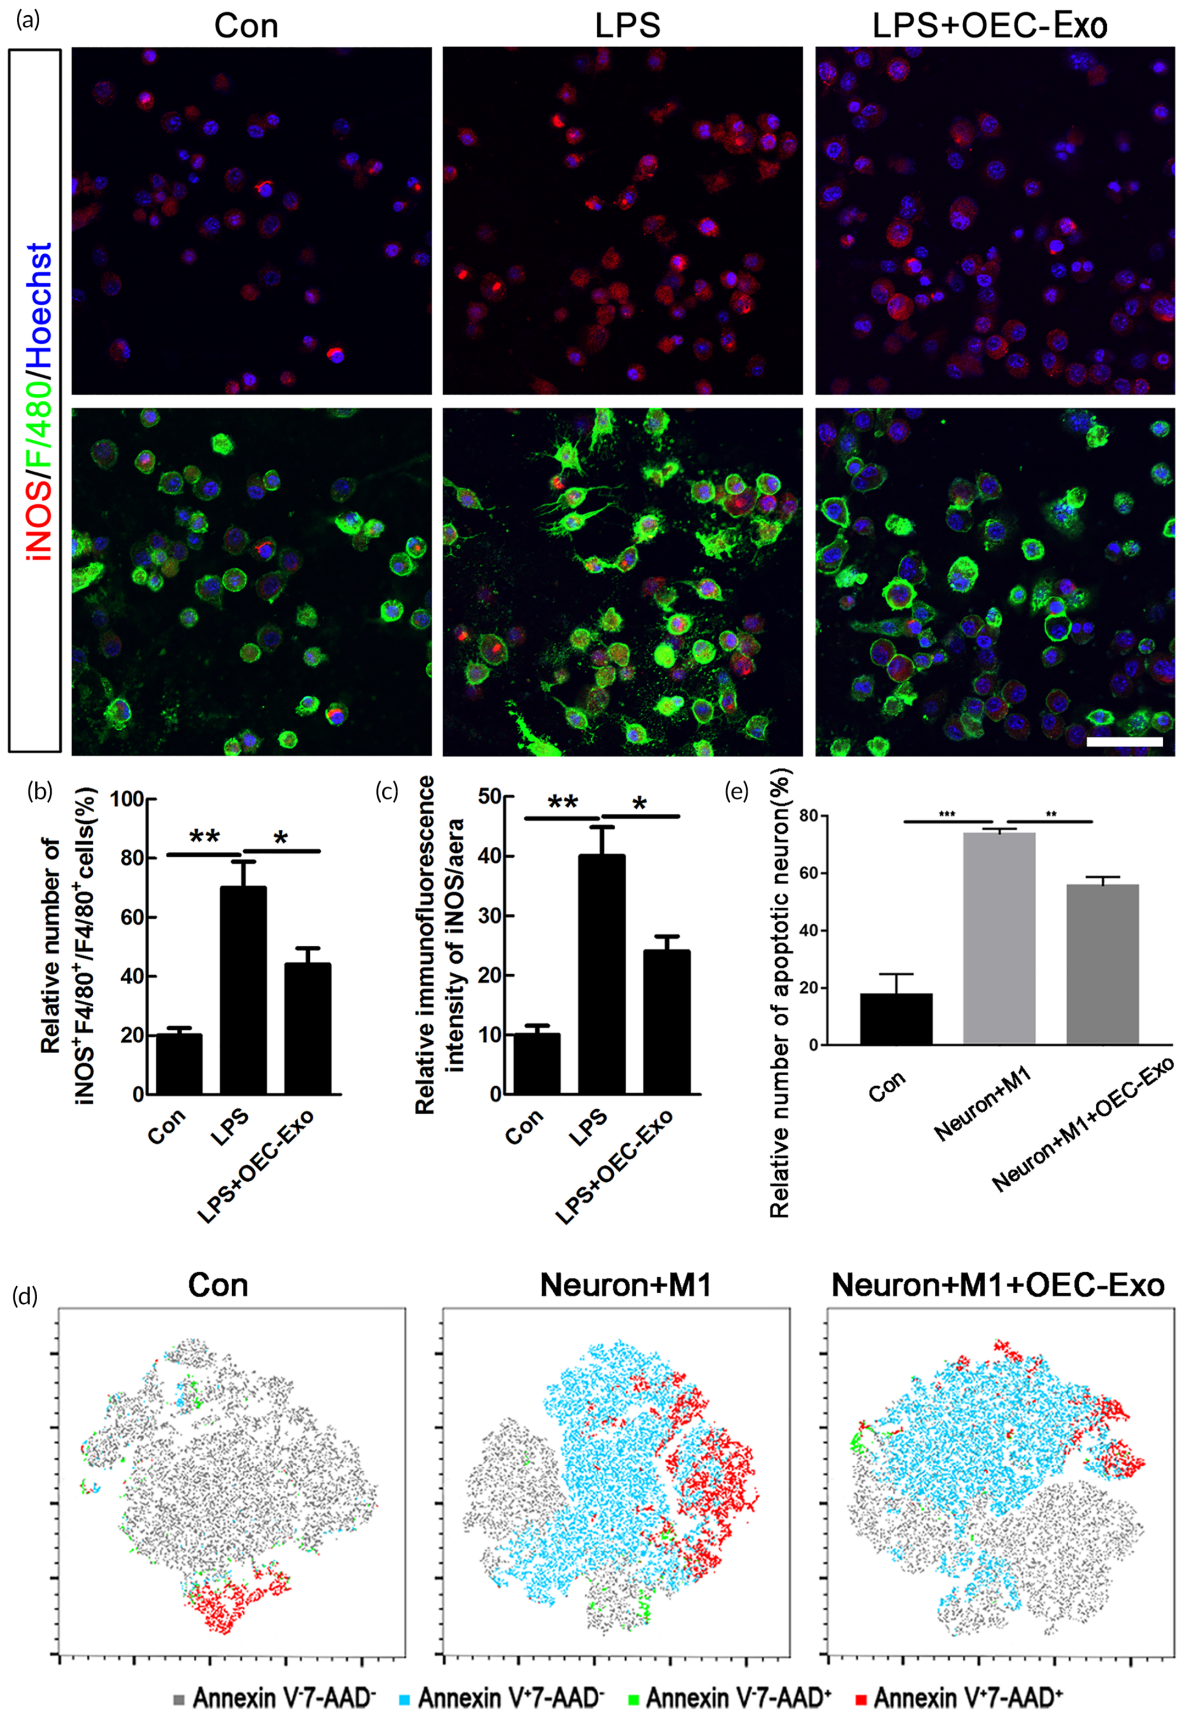 (a)
Con
LPS
LPS+OEC-Exo
iNOS/F/480/Hoechst
(b)
Relative number of
iNOS⁺F4/80⁺/F4/80⁺cells(%)
100
80
60
40
20
0
**
*
Con
LPS
LPS+OEC-Exo
(c)
Relative immunofluorescence
intensity of iNOS/aera
50
40
30
20
10
0
**
*
Con
LPS
LPS+OEC-Exo
(e)
Relative number of apoptotic neuron(%)
80
60
40
20
0
***
**
Con
Neuron+M1
Neuron+M1+OEC-Exo
(d)
Con
Neuron+M1
Neuron+M1+OEC-Exo
Annexin V⁻7-AAD⁻
Annexin V⁺7-AAD⁻
Annexin V⁻7-AAD⁺
Annexin V⁺7-AAD⁺